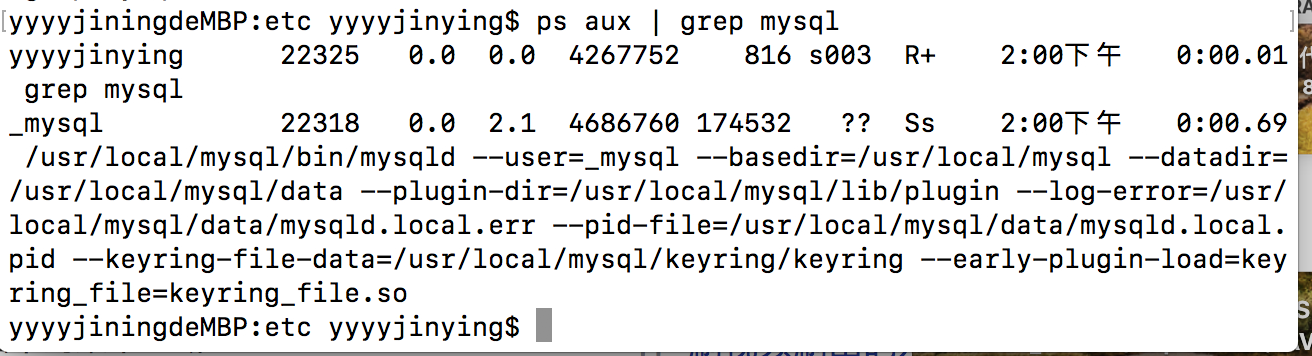 yyyyjiningdeMBP:etc yyyyjinying$ ps aux | grep mysql
yyyyjinying      22325   0.0  0.0  4267752    816 s003  R+    2:00下午   0:00.01
 grep mysql
_mysql           22318   0.0  2.1  4686760 174532   ??  Ss    2:00下午   0:00.69
 /usr/local/mysql/bin/mysqld --user=_mysql --basedir=/usr/local/mysql --datadir=
/usr/local/mysql/data --plugin-dir=/usr/local/mysql/lib/plugin --log-error=/usr/
local/mysql/data/mysqld.local.err --pid-file=/usr/local/mysql/data/mysqld.local.
pid --keyring-file-data=/usr/local/mysql/keyring/keyring --early-plugin-load=key
ring_file=keyring_file.so
yyyyjiningdeMBP:etc yyyyjinying$